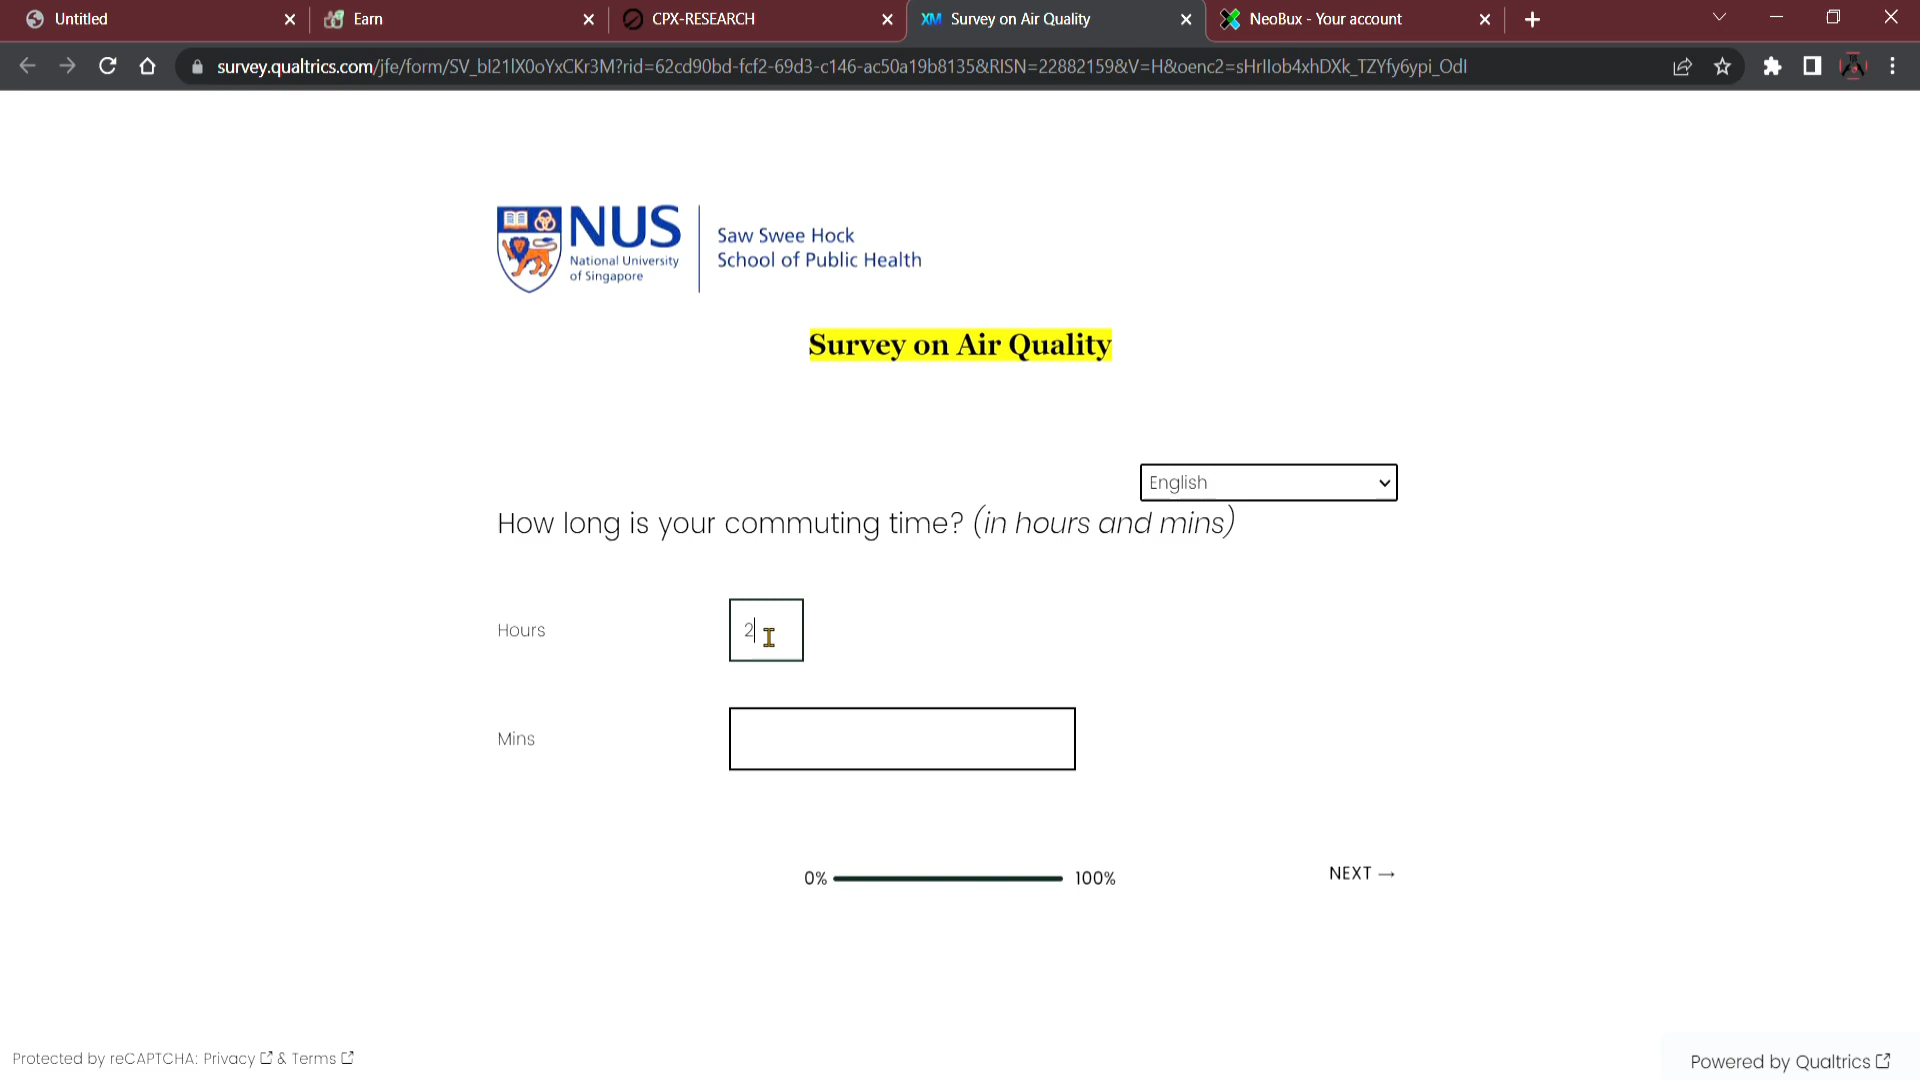 Untitled
Earn
CPX-RESEARCH
XM Survey on Air Quality
NeoBux - Your account
survey.qualtrics.com/jfe/form/SV_bI21lX0oYxCKr3M?rid=62cd90bd-fcf2-69d3-c146-ac50a19b8135&RISN=22882159&V=H&oenc2=sHrIlob4xhDXk_TZYfy6ypi_OdI
NUS
National University
of Singapore
Saw Swee Hock
School of Public Health
Survey on Air Quality
English
How long is your commuting time? (in hours and mins)
Hours
2
Mins
0%
100%
NEXT →
Protected by reCAPTCHA: Privacy & Terms
Powered by Qualtrics